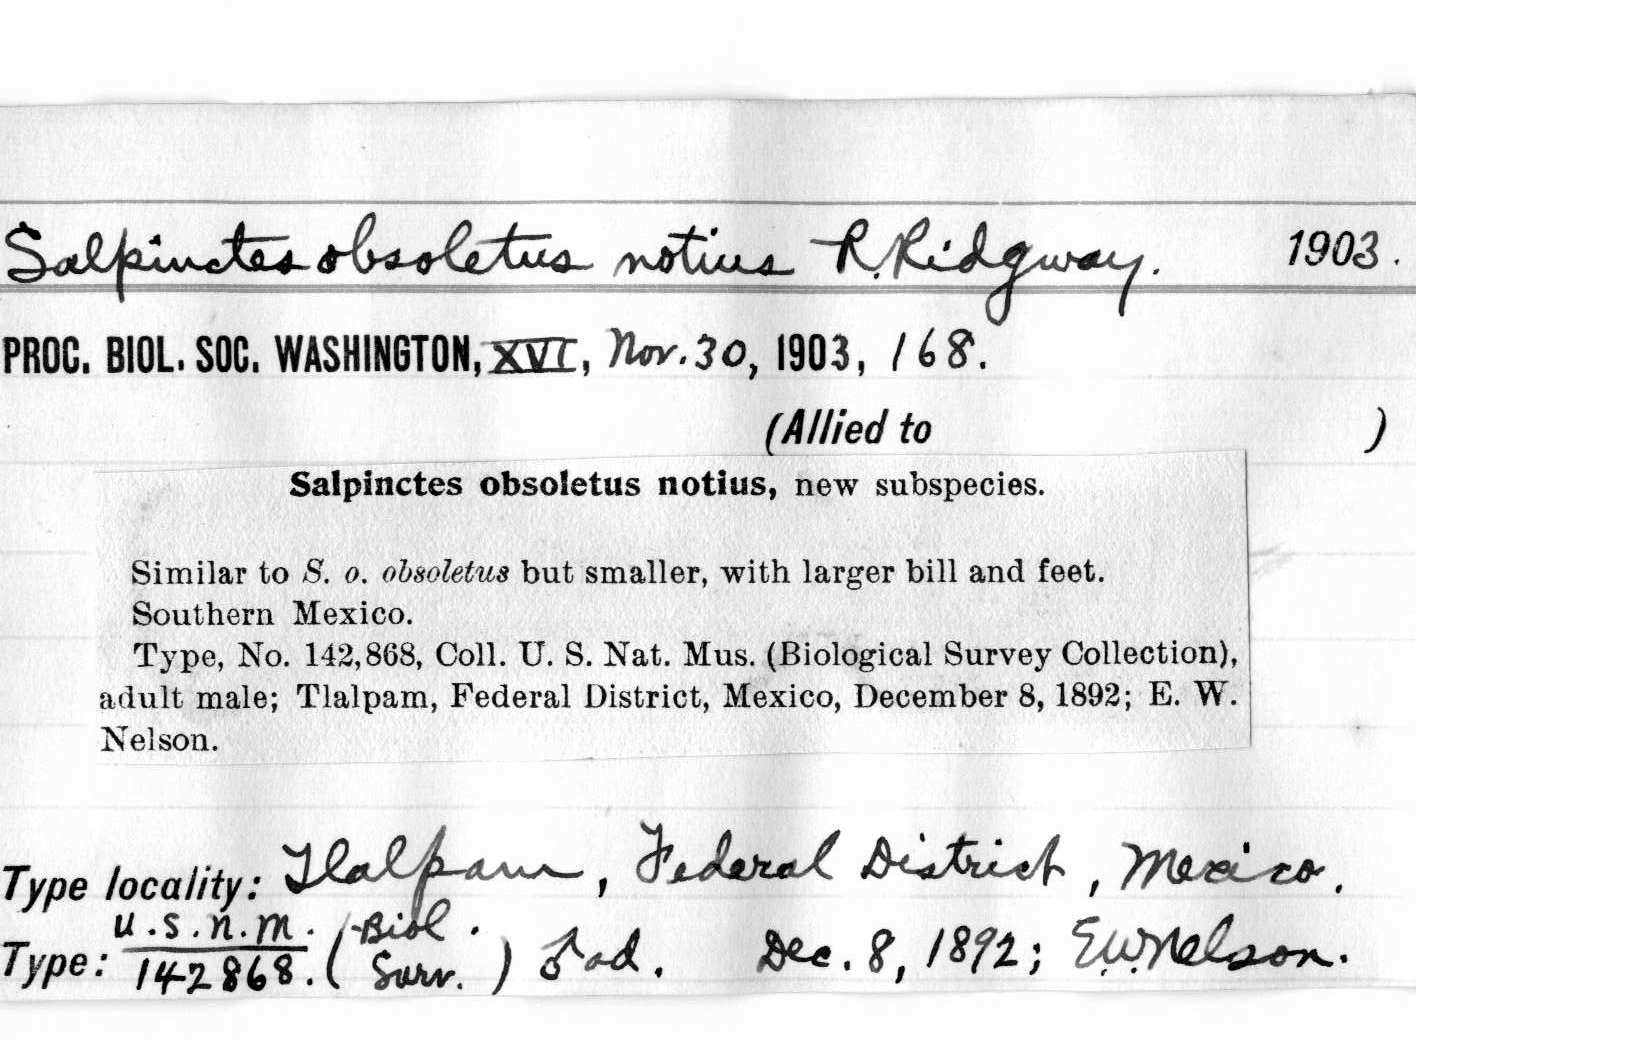 Salpinctes obsoletus notius R. Ridgway. 1903.
PROC. BIOL. SOC. WASHINGTON, XVI, Nov. 30, 1903, 168.
(Allied to )
Salpinctes obsoletus notius, new subspecies.
Similar to S. o. obsoletus but smaller, with larger bill and feet.
Southern Mexico.
Type, No. 142,868, Coll. U. S. Nat. Mus. (Biological Survey Collection),
adult male; Tlalpam, Federal District, Mexico, December 8, 1892; E. W.
Nelson.
Type locality: Tlalpam, Federal District, Mexico.
Type: U.S.N.M. 142868. (Biol. Surv.) ♂ ad. Dec. 8, 1892; E.W. Nelson.